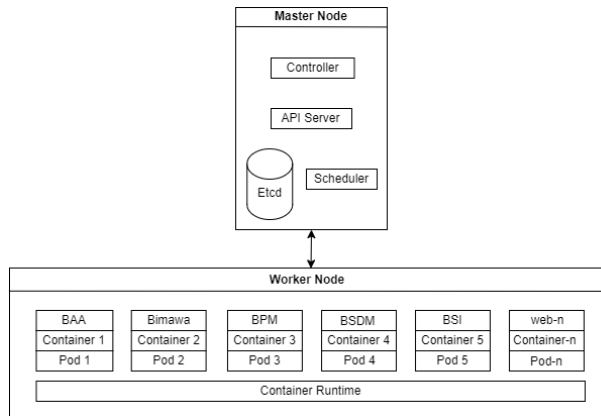 Master Node
Controller
API Server
Etcd
Scheduler
Worker Node
BAA
Container 1
Pod 1
Bimawa
Container 2
Pod 2
BPM
Container 3
Pod 3
BSDM
Container 4
Pod 4
BSI
Container 5
Pod 5
web-n
Container-n
Pod-n
Container Runtime